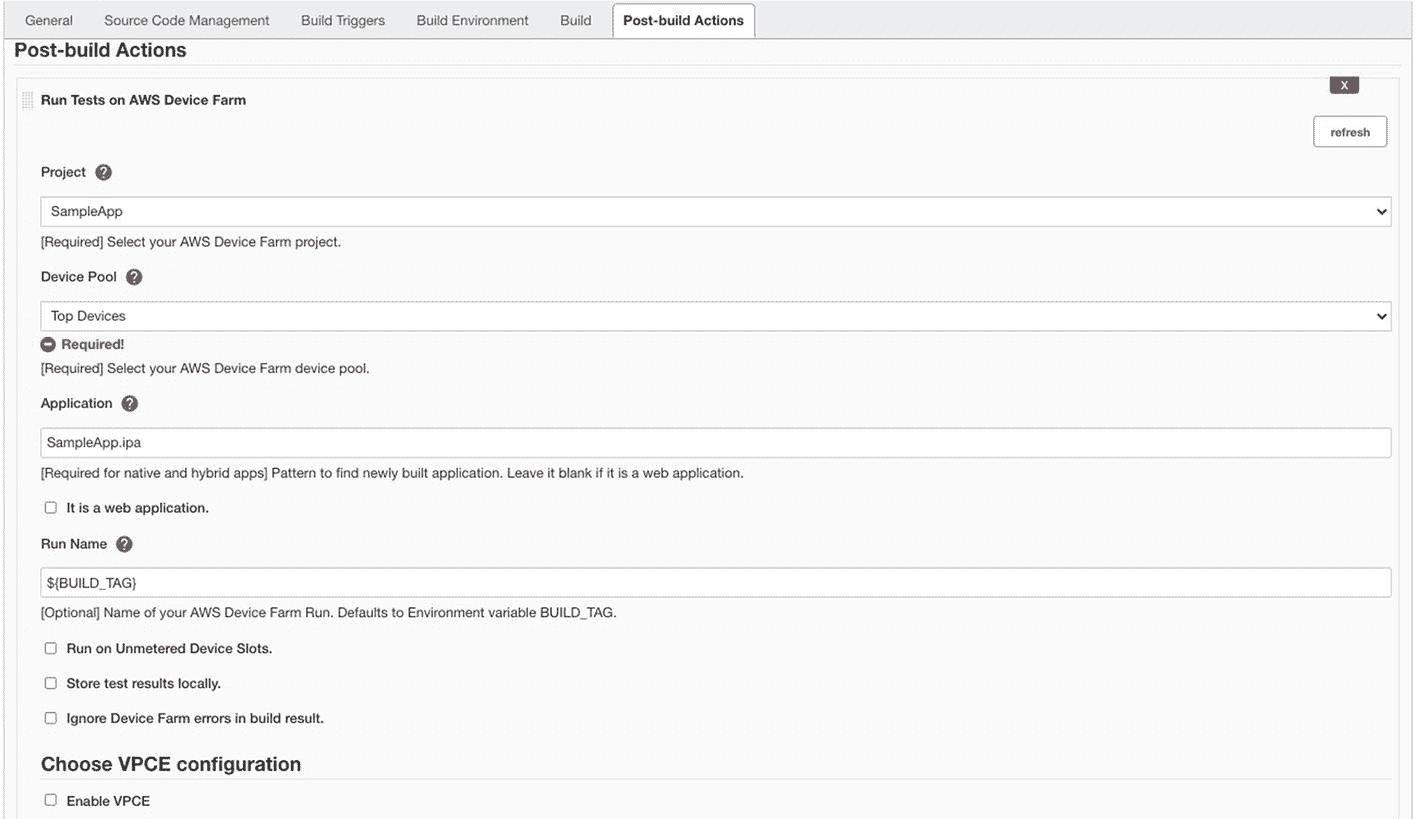 General Source Code Management Build Triggers Build Environment Build Post-build Actions
Post-build Actions
X
Run Tests on AWS Device Farm
refresh
Project ?
SampleApp
[Required] Select your AWS Device Farm project.
Device Pool ?
Top Devices
Required!
[Required] Select your AWS Device Farm device pool.
Application ?
SampleApp.ipa
[Required for native and hybrid apps] Pattern to find newly built application. Leave it blank if it is a web application.
It is a web application.
Run Name ?
${BUILD_TAG}
[Optional] Name of your AWS Device Farm Run. Defaults to Environment variable BUILD_TAG.
Run on Unmetered Device Slots.
Store test results locally.
Ignore Device Farm errors in build result.
Choose VPCE configuration
Enable VPCE